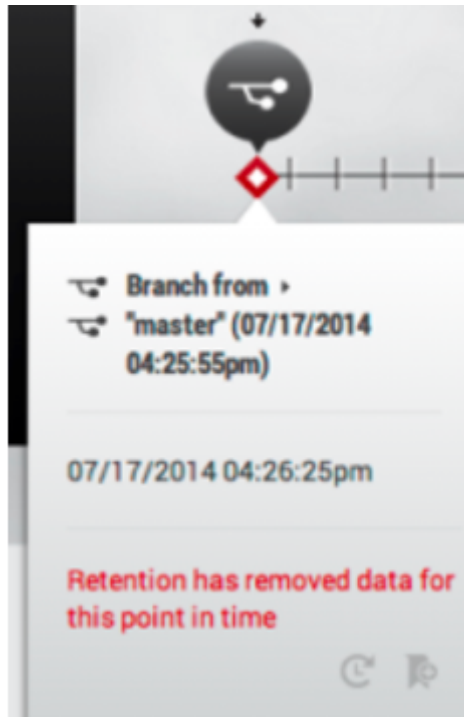 Branch from
"master" (07/17/2014
04:25:55pm)
07/17/2014 04:26:25pm
Retention has removed data for
this point in time